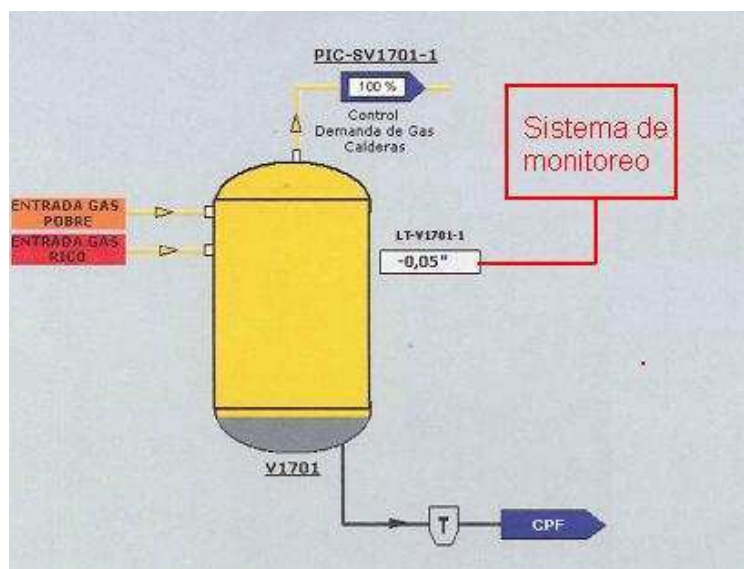 PIC-SV1701-1
100 %
Control
Demanda de Gas
Calderas
Sistema de
monitoreo
ENTRADA GAS
POBRE
ENTRADA GAS
RICO
LT-V1701-1
-0,05"
V1701
T
CPF